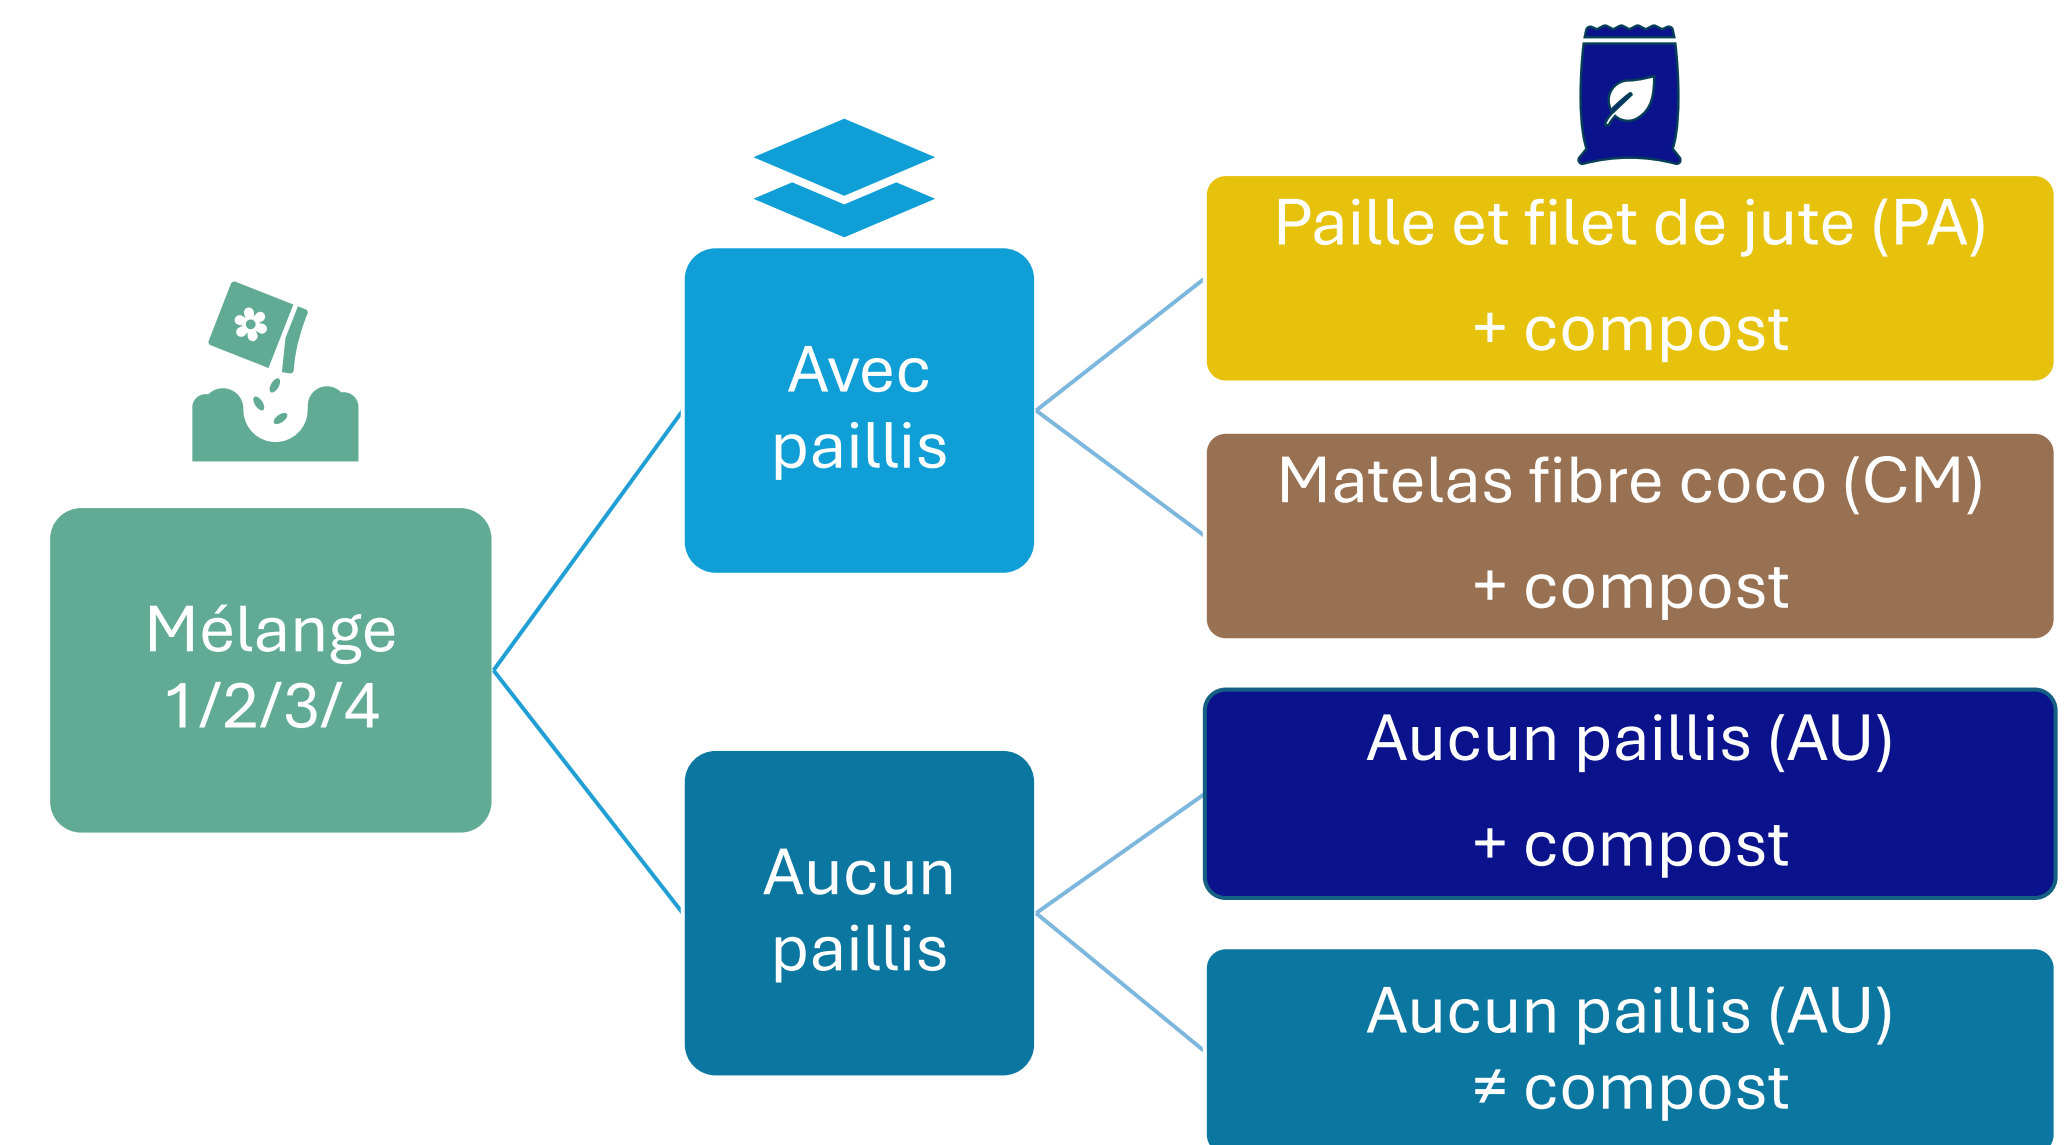 Mélange
1/2/3/4
Avec
paillis
Aucun
paillis
Paille et filet de jute (PA)
+ compost
Matelas fibre coco (CM)
+ compost
Aucun paillis (AU)
+ compost
Aucun paillis (AU)
≠ compost